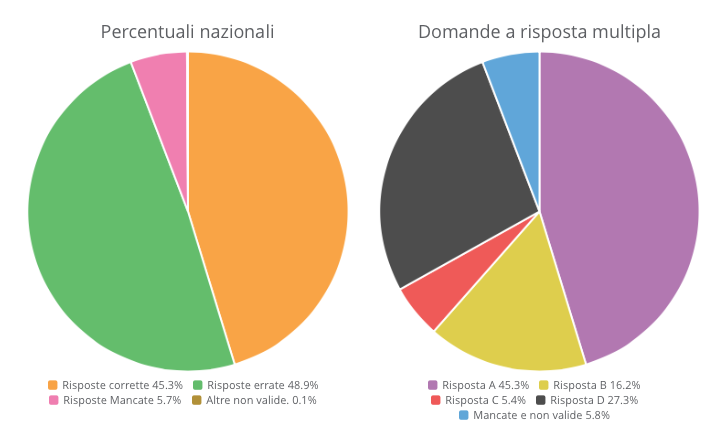 Percentuali nazionali
Risposte corrette 45.3% Risposte errate 48.9%
Risposte Mancate 5.7% Altre non valide. 0.1%
Domande a risposta multipla
Risposta A 45.3% Risposta B 16.2%
Risposta C 5.4% Risposta D 27.3%
Mancate e non valide 5.8%